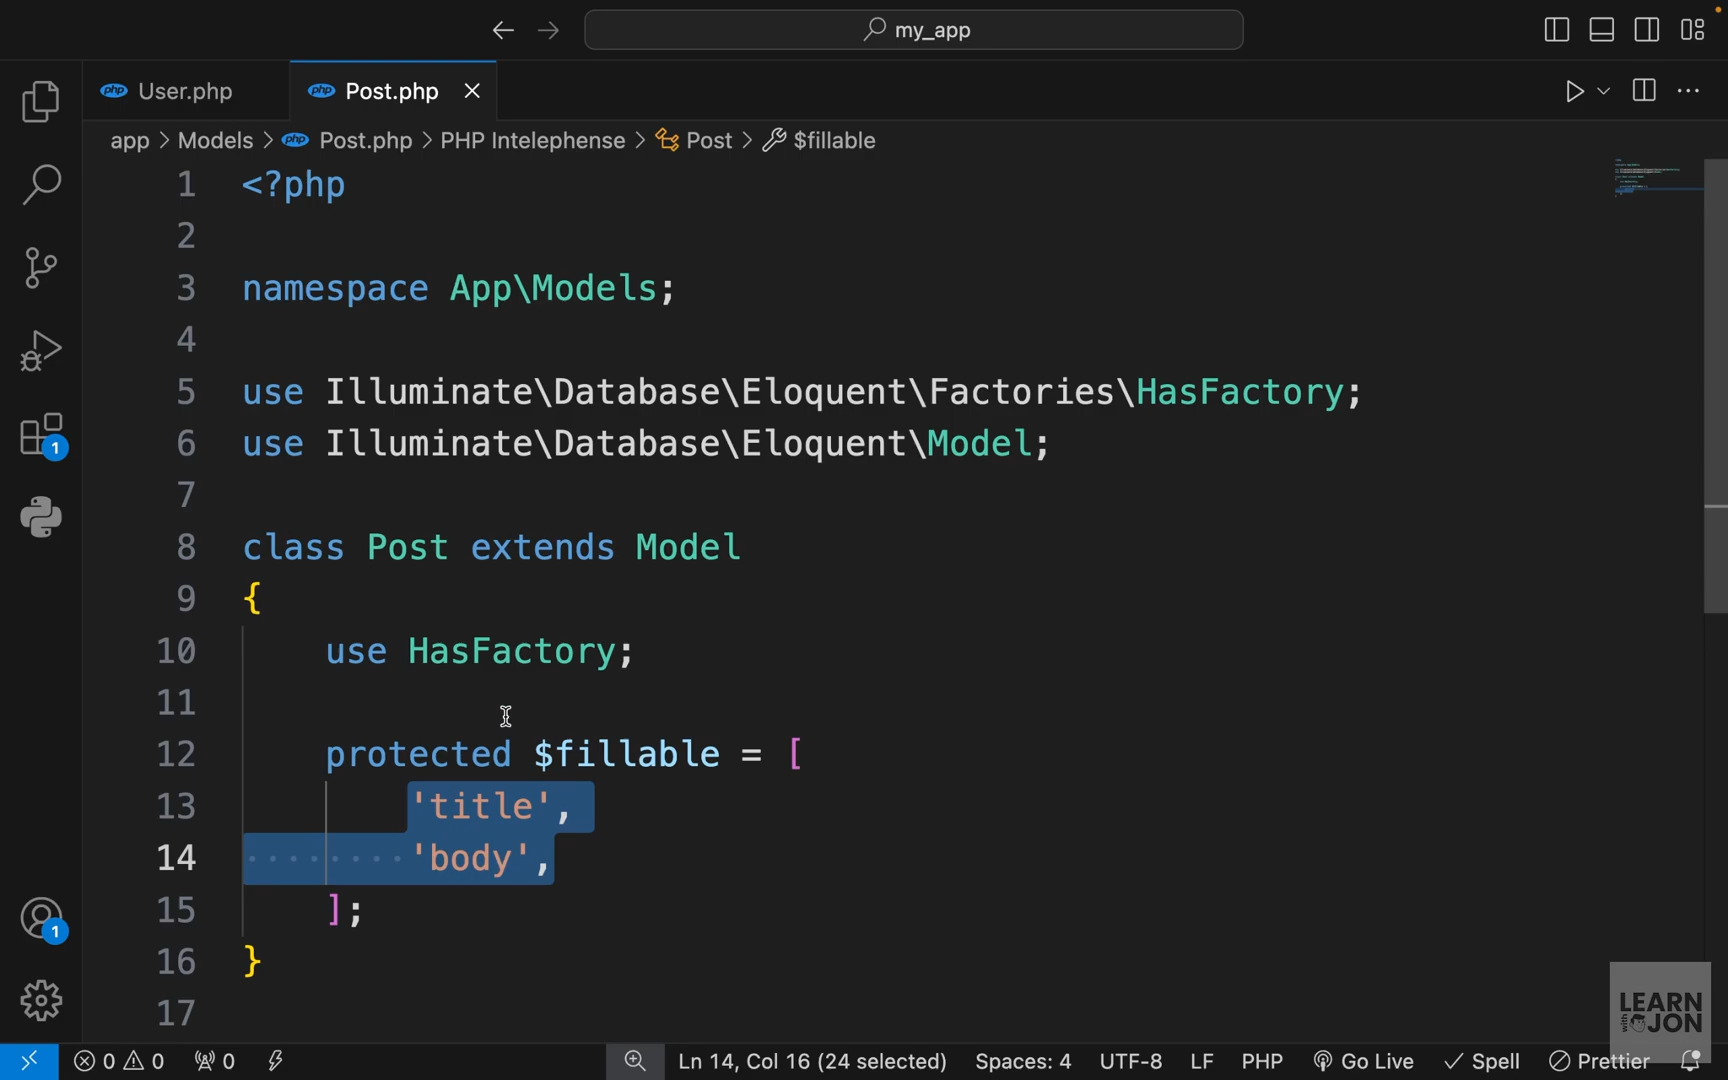 my_app
User.php
Post.php
app > Models > Post.php > PHP Intelephense > Post > $fillable
1 <?php
2
3 namespace App\Models;
4
5 use Illuminate\Database\Eloquent\Factories\HasFactory;
6 use Illuminate\Database\Eloquent\Model;
7
8 class Post extends Model
9 {
10 use HasFactory;
11
12 protected $fillable = [
13 'title',
14 'body',
15 ];
16 }
17
1
1
LEARN
with JON
0 0 0 Ln 14, Col 16 (24 selected) Spaces: 4 UTF-8 LF PHP Go Live Spell Prettier